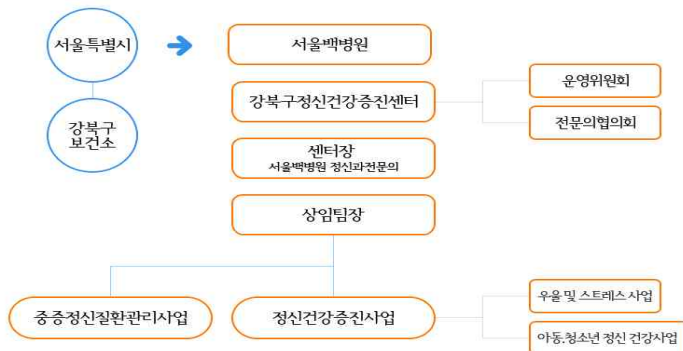 서울특별시
서울백병원
강북구
보건소
강북구정신건강증진센터
운영위원회
전문의협의회
센터장
서울백병원 정신과전문의
상임팀장
중증정신질환관리사업
정신건강증진사업
우울 및 스트레스 사업
아동.청소년 정신 건강사업